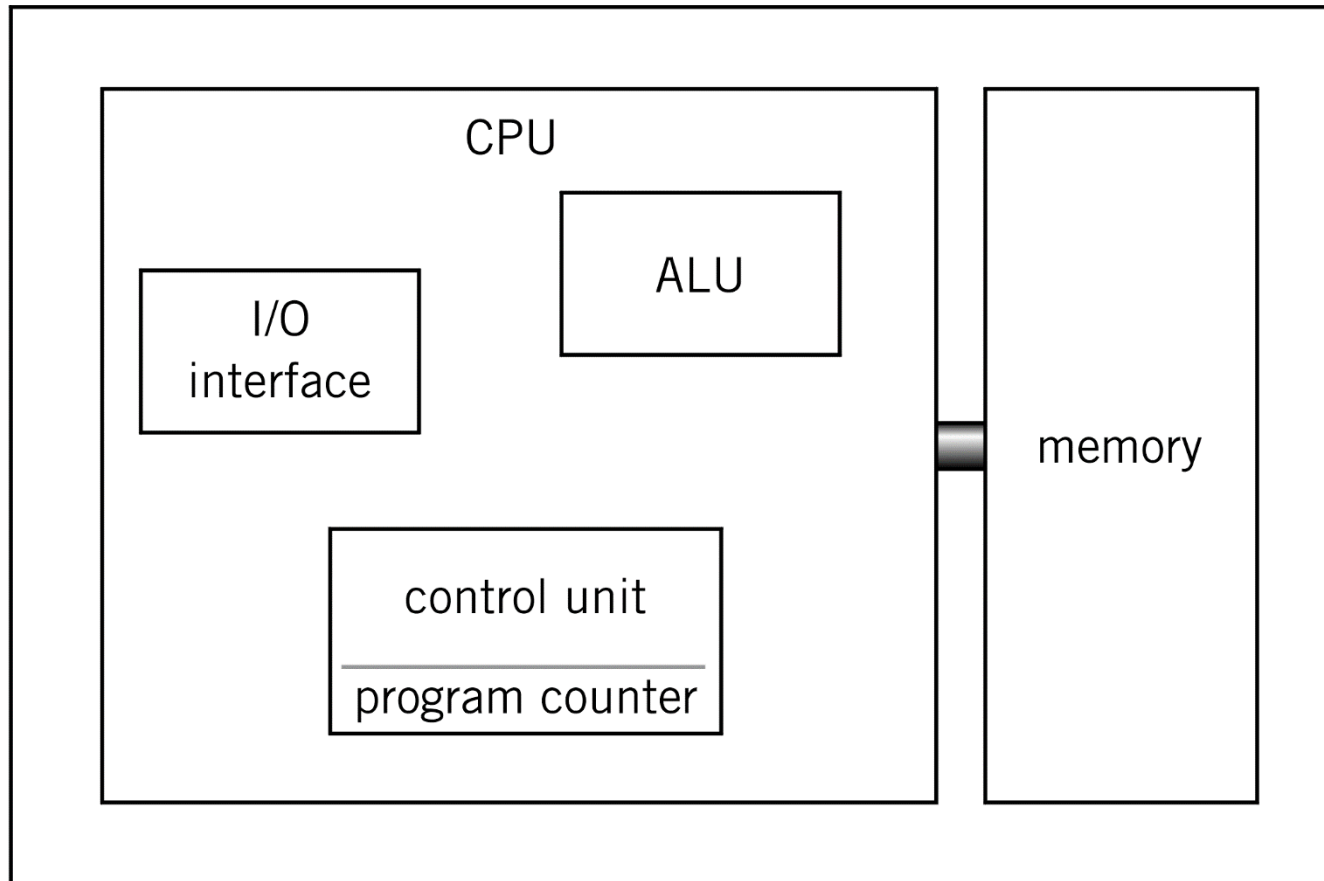 CPU
ALU
I/O
interface
memory
control unit
program counter